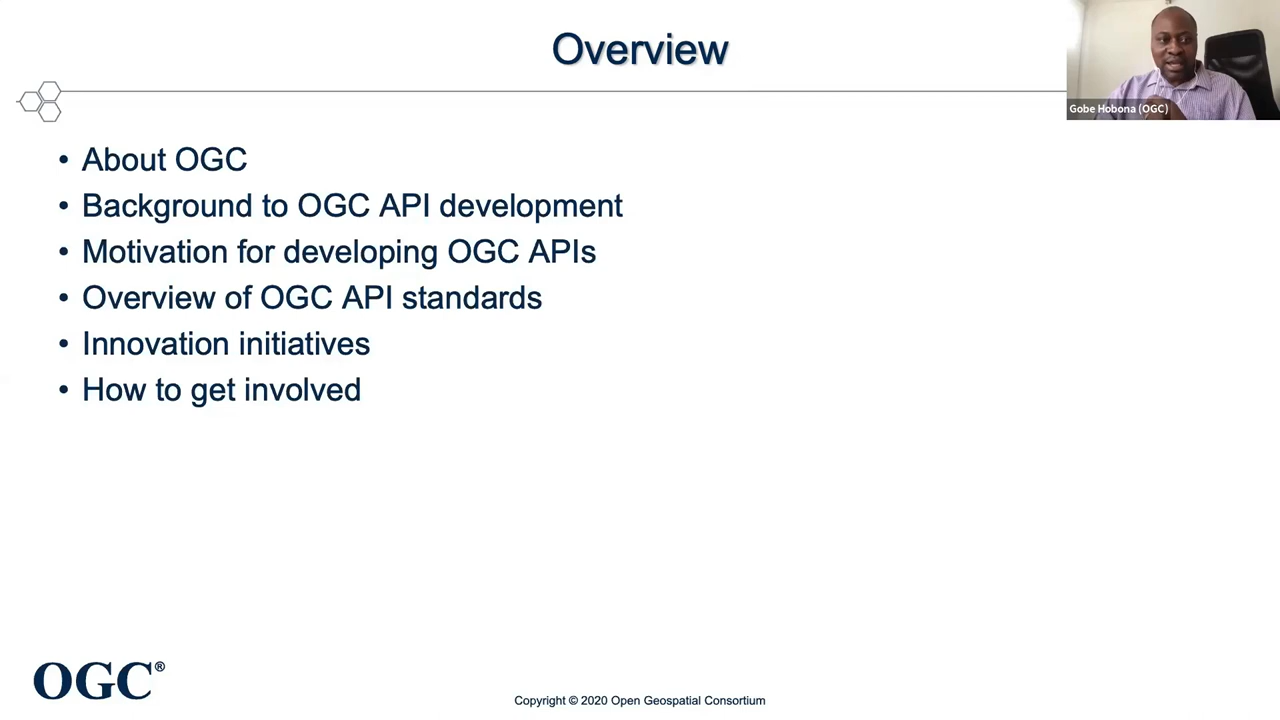 Overview
Gobe Hobona (OGC)
• About OGC
• Background to OGC API development
• Motivation for developing OGC APIs
• Overview of OGC API standards
• Innovation initiatives
• How to get involved
OGC®
Copyright © 2020 Open Geospatial Consortium